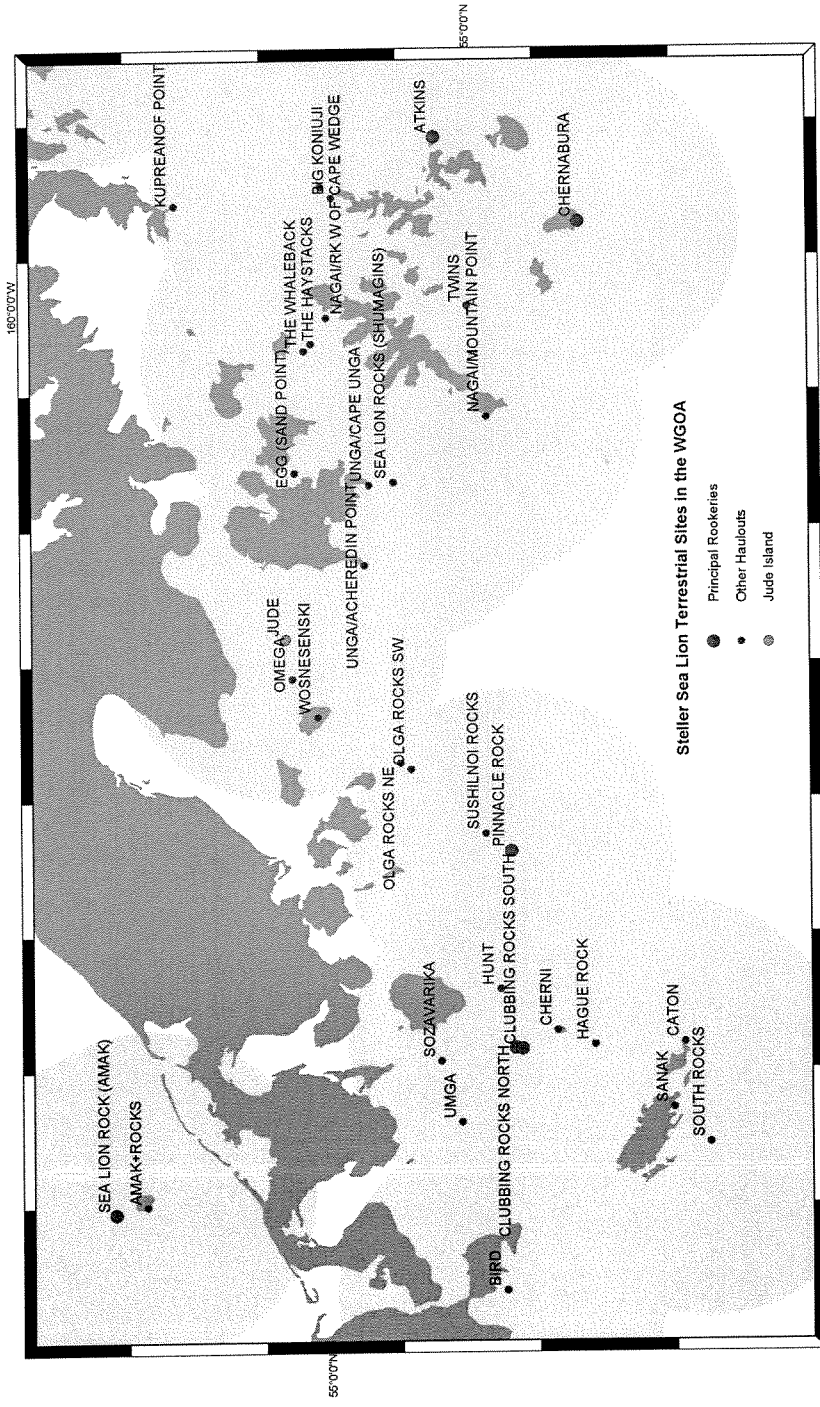 160°0'0"W
55°0'0"N
55°0'0"N
SEA LION ROCK (AMAK)
AMAK+ROCKS
KUPREANOF POINT
BIG KONIUJI
NAGAI/RK W OF CAPE WEDGE
THE WHALEBACK
THE HAYSTACKS
EGG (SAND POINT)
ATKINS
UNGA/CAPE UNGA
SEA LION ROCKS (SHUMAGINS)
UNGA/ACHEREDIN POINT
OMEGA
JUDE
WOSNESENSKI
TWINS
NAGAI/MOUNTAIN POINT
CHERNABURA
OLGA ROCKS SW
OLGA ROCKS NE
SUSHILNOI ROCKS
PINNACLE ROCK
SOZAVARIKA
UMGA
HUNT
CLUBBING ROCKS SOUTH
CLUBBING ROCKS NORTH
BIRD
CHERNI
HAGUE ROCK
CATON
SANAK
SOUTH ROCKS
Steller Sea Lion Terrestrial Sites in the WGOA
Principal Rookeries
Other Haulouts
Jude Island